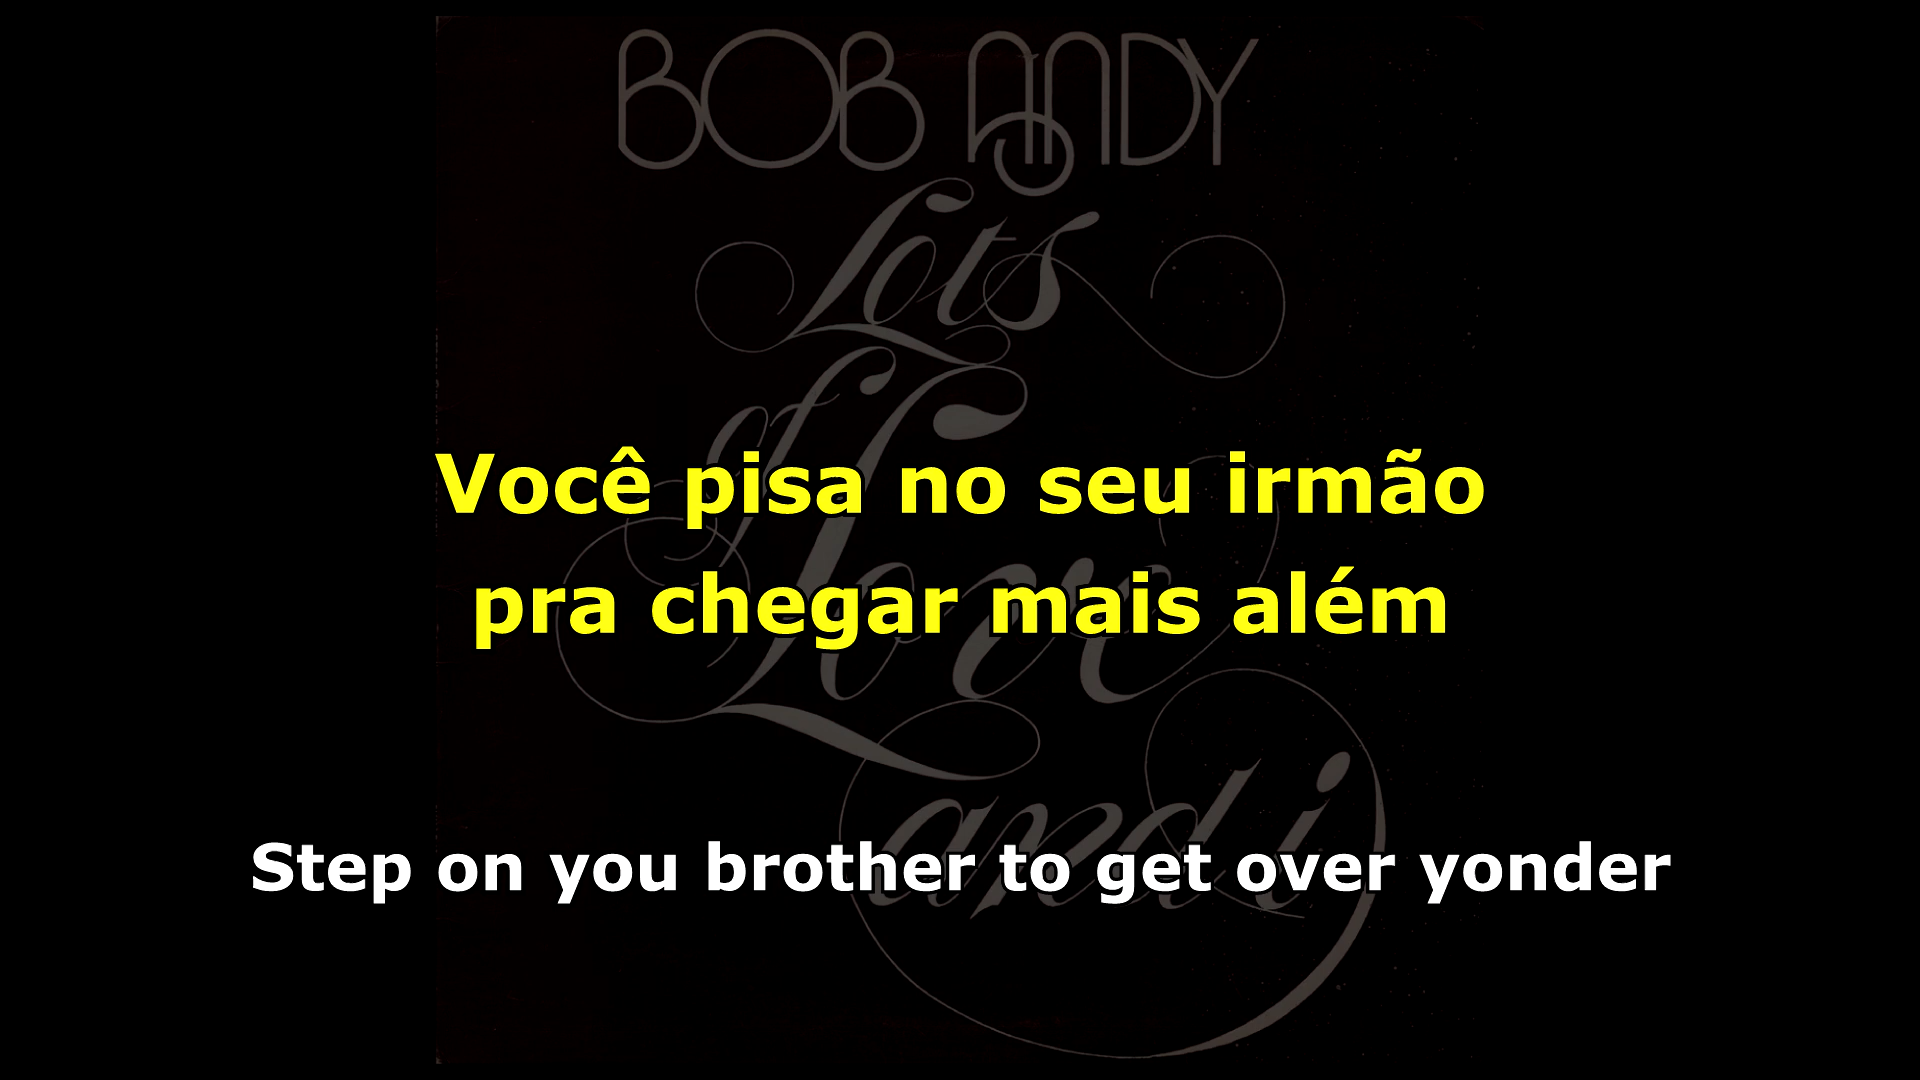 BOB ANDY
Lots
of Love
and i
Você pisa no seu irmão
pra chegar mais além
Step on you brother to get over yonder